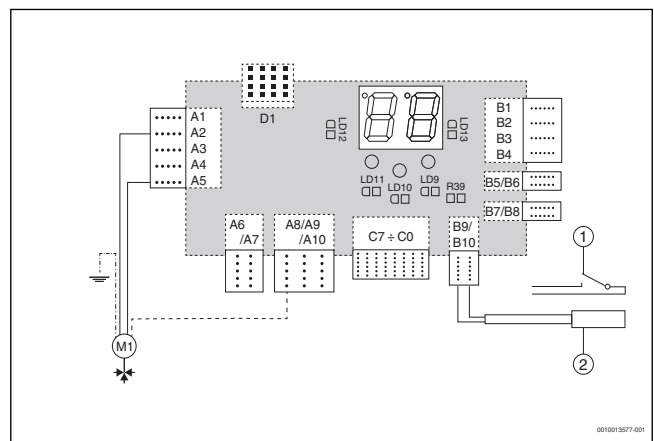 D1
LD12
LD13
LD11
LD10
LD9
R39
A1
A2
A3
A4
A5
B1
B2
B3
B4
B5/B6
B7/B8
A6
/A7
A8/A9
/A10
C7÷C0
B9/
B10
1
2
M1
0010013577-001